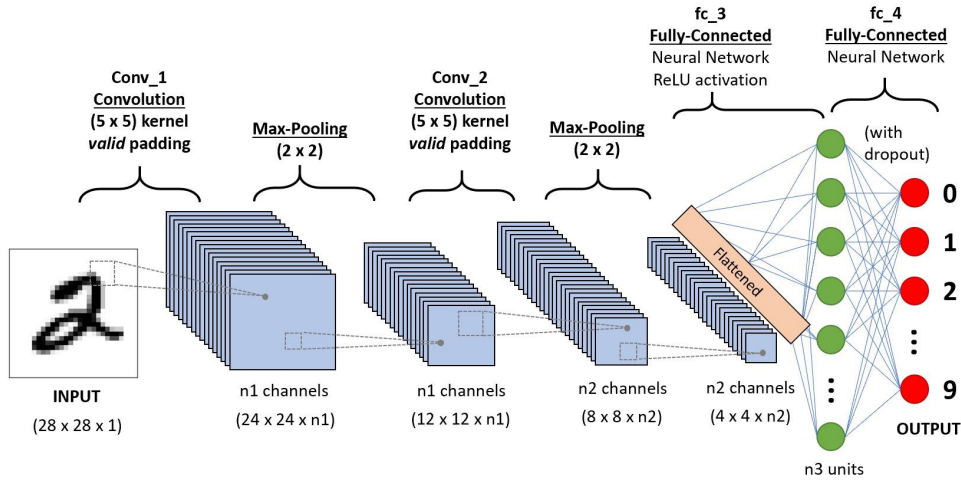 Conv_1
Convolution
(5 x 5) kernel
valid padding
Max-Pooling
(2 x 2)
Conv_2
Convolution
(5 x 5) kernel
valid padding
Max-Pooling
(2 x 2)
fc_3
Fully-Connected
Neural Network
ReLU activation
fc_4
Fully-Connected
Neural Network
(with
dropout)
Flattened
0
1
2
...
9
...
2
INPUT
(28 x 28 x 1)
n1 channels
(24 x 24 x n1)
n1 channels
(12 x 12 x n1)
n2 channels
(8 x 8 x n2)
n2 channels
(4 x 4 x n2)
n3 units
OUTPUT